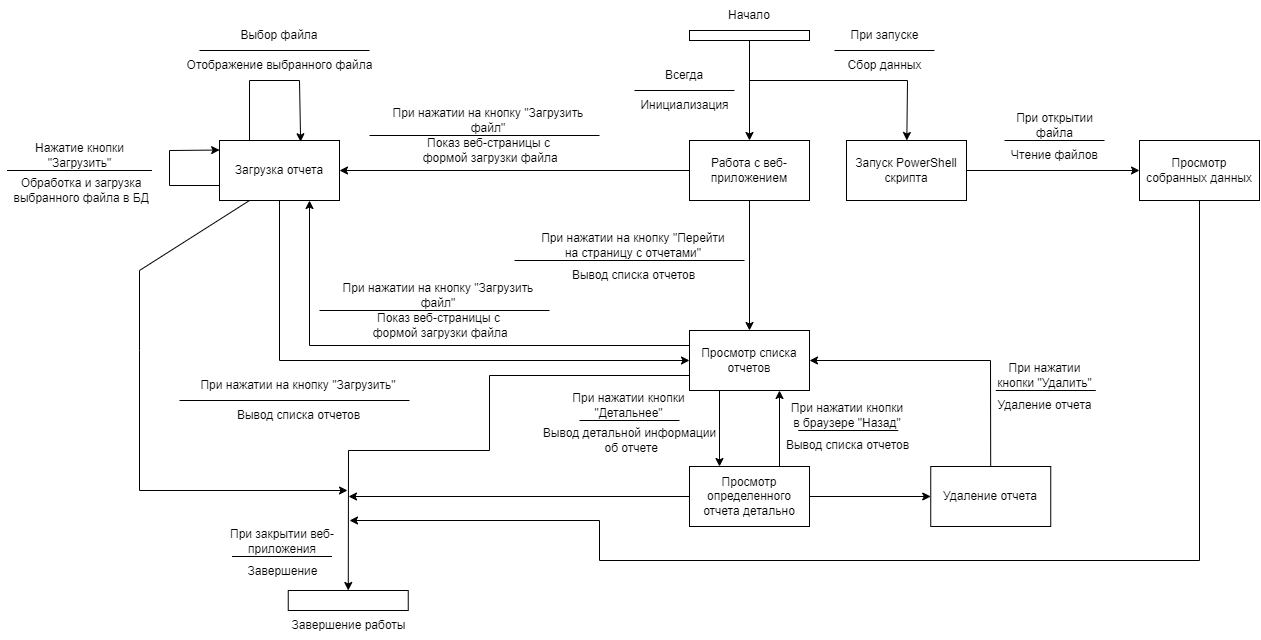 Начало
Выбор файла
Отображение выбранного файла
При запуске
Сбор данных
Всегда
Инициализация
При нажатии на кнопку "Загрузить
файл"
Показ веб-страницы с
формой загрузки файла
При открытии
файла
Чтение файлов
Нажатие кнопки
"Загрузить"
Обработка и загрузка
выбранного файла в БД
Загрузка отчета
Работа с веб-
приложением
Запуск PowerShell
скрипта
Просмотр
собранных данных
При нажатии на кнопку "Перейти
на страницу с отчетами"
Вывод списка отчетов
При нажатии на кнопку "Загрузить
файл"
Показ веб-страницы с
формой загрузки файла
Просмотр списка
отчетов
При нажатии на кнопку "Загрузить"
Вывод списка отчетов
При нажатии кнопки
"Детальнее"
Вывод детальной информации
об отчете
При нажатии кнопки
в браузере "Назад"
Вывод списка отчетов
При нажатии
кнопки "Удалить"
Удаление отчета
Просмотр
определенного
отчета детально
Удаление отчета
При закрытии веб-
приложения
Завершение
Завершение работы